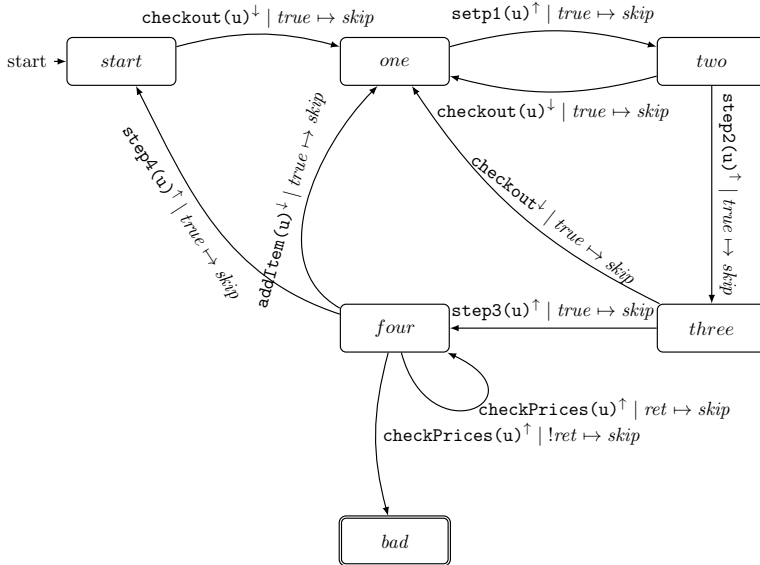 checkout(u)↓ | true ↦ skip
setp1(u)↑ | true ↦ skip
start
start
one
two
checkout(u)↓ | true ↦ skip
step4(u)↑ | true ↦ skip
addItem(u)↓ | true ↦ skip
checkout↓ | true ↦ skip
step2(u)↑ | true ↦ skip
step3(u)↑ | true ↦ skip
four
three
checkPrices(u)↑ | ret ↦ skip
checkPrices(u)↑ | !ret ↦ skip
bad